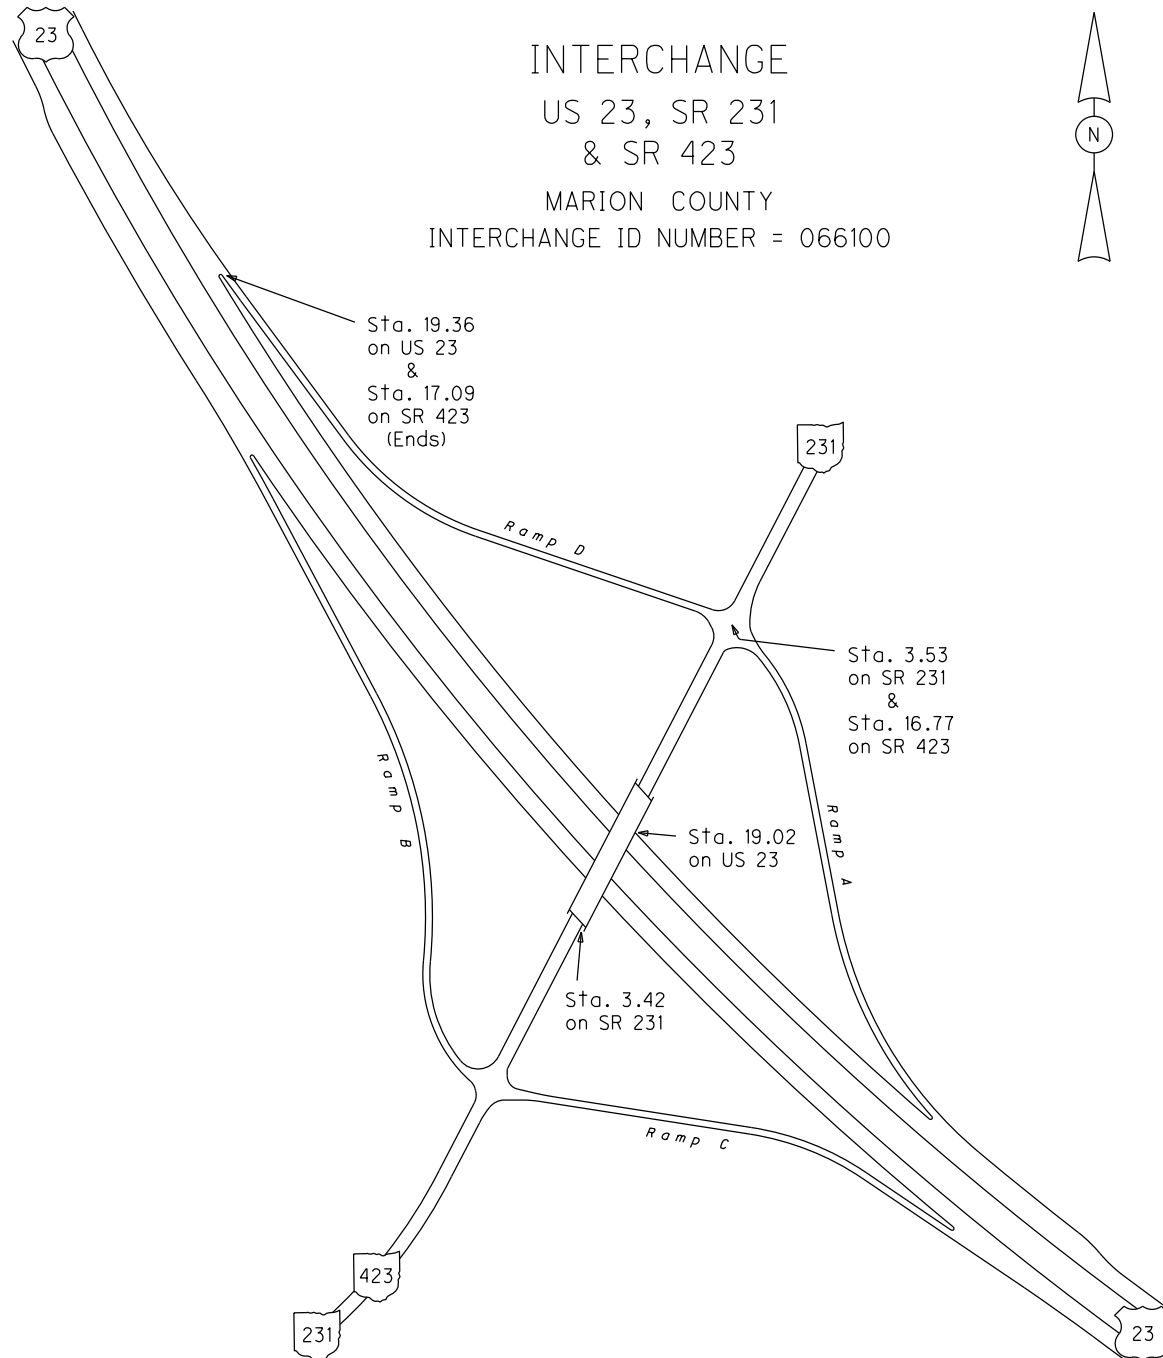 23
INTERCHANGE
US 23, SR 231
& SR 423
MARION COUNTY
INTERCHANGE ID NUMBER = 066100
N
Sta. 19.36
on US 23
&
Sta. 17.09
on SR 423
(Ends)
231
Ramp D
Sta. 3.53
on SR 231
&
Sta. 16.77
on SR 423
Ramp B
Ramp A
Sta. 19.02
on US 23
Sta. 3.42
on SR 231
Ramp C
423
231
23